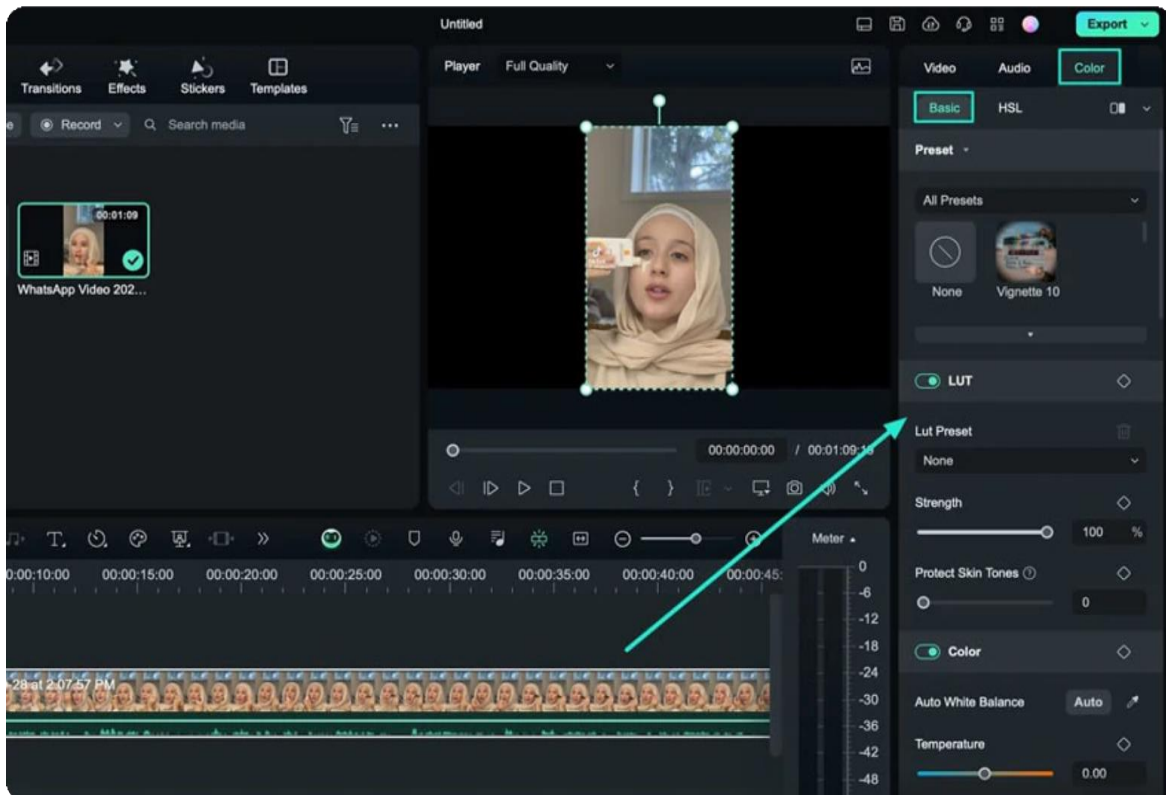 Untitled
Export
Transitions
Effects
Stickers
Templates
Record
Search media
00:01:09
WhatsApp Video 202...
Player
Full Quality
00:00:00:00 / 00:01:09:19
Video
Audio
Color
Basic
HSL
Preset
All Presets
None
Vignette 10
LUT
Lut Preset
None
Strength
100 %
Protect Skin Tones
0
Color
Auto White Balance
Auto
Temperature
0.00
Meter
0:00:10:00
00:00:15:00
00:00:20:00
00:00:25:00
00:00:30:00
00:00:35:00
00:00:40:00
00:00:45:
-28 at 2.07.57 PM
0
-6
-12
-18
-24
-30
-36
-42
-48